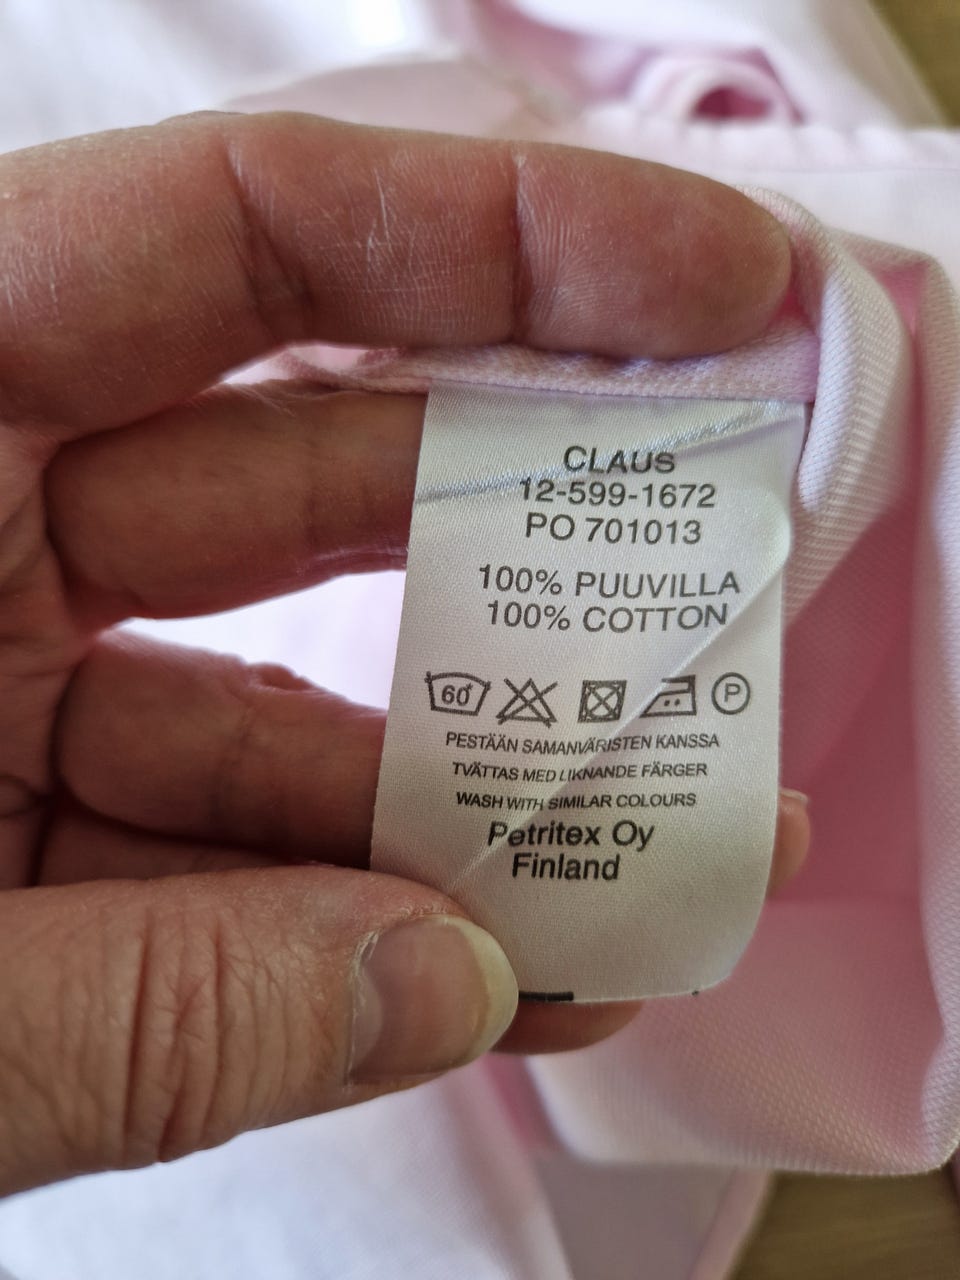 CLAUS
12-599-1672
PO 701013
100% PUUVILLA
100% COTTON
60° P
PESTÄÄN SAMANVÄRISTEN KANSSA
TVÄTTAS MED LIKNANDE FÄRGER
WASH WITH SIMILAR COLOURS
Petritex Oy
Finland